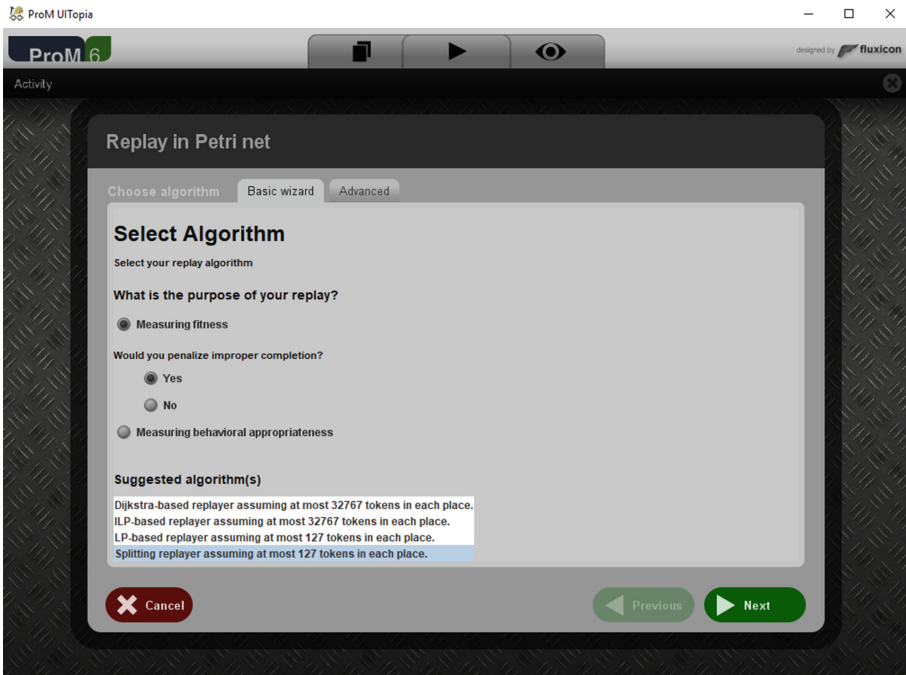 ProM UITopia
ProM 6
designed by fluxicon
Activity
Replay in Petri net
Choose algorithm
Basic wizard
Advanced
Select Algorithm
Select your replay algorithm
What is the purpose of your replay?
Measuring fitness
Would you penalize improper completion?
Yes
No
Measuring behavioral appropriateness
Suggested algorithm(s)
Dijkstra-based replayer assuming at most 32767 tokens in each place.
ILP-based replayer assuming at most 32767 tokens in each place.
LP-based replayer assuming at most 127 tokens in each place.
Splitting replayer assuming at most 127 tokens in each place.
Cancel
Previous
Next